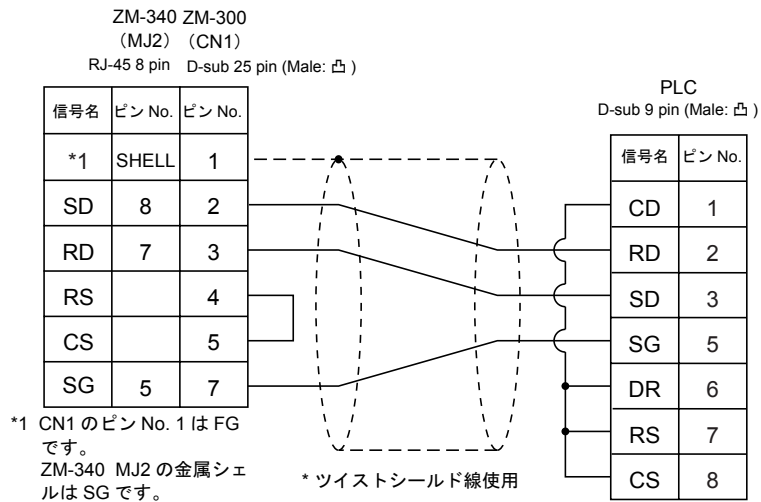 ZM-340 ZM-300
（MJ2）（CN1）
RJ-45 8 pin D-sub 25 pin (Male: 凸 )
信号名 ピン No. ピン No.
*1 SHELL 1
SD 8 2
RD 7 3
RS 4
CS 5
SG 5 7
*1 CN1 のピン No. 1 は FG
です。
ZM-340 MJ2 の金属シェ
ルは SG です。
* ツイストシールド線使用
PLC
D-sub 9 pin (Male: 凸 )
信号名 ピン No.
CD 1
RD 2
SD 3
SG 5
DR 6
RS 7
CS 8